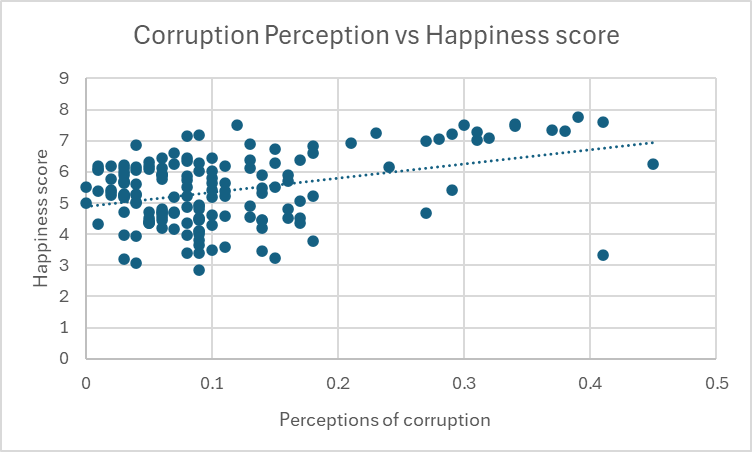 Corruption Perception vs Happiness score
9
8
7
6
5
4
3
2
1
0
Happiness score
0 0.1 0.2 0.3 0.4 0.5
Perceptions of corruption